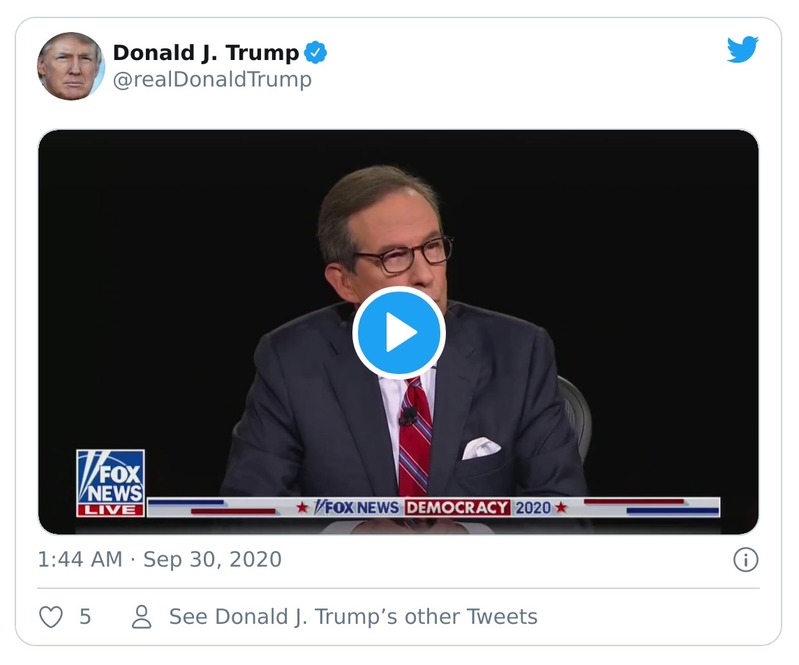 Donald J. Trump
@realDonaldTrump
FOX
NEWS
LIVE
FOX NEWS DEMOCRACY 2020
1:44 AM · Sep 30, 2020
5 See Donald J. Trump’s other Tweets